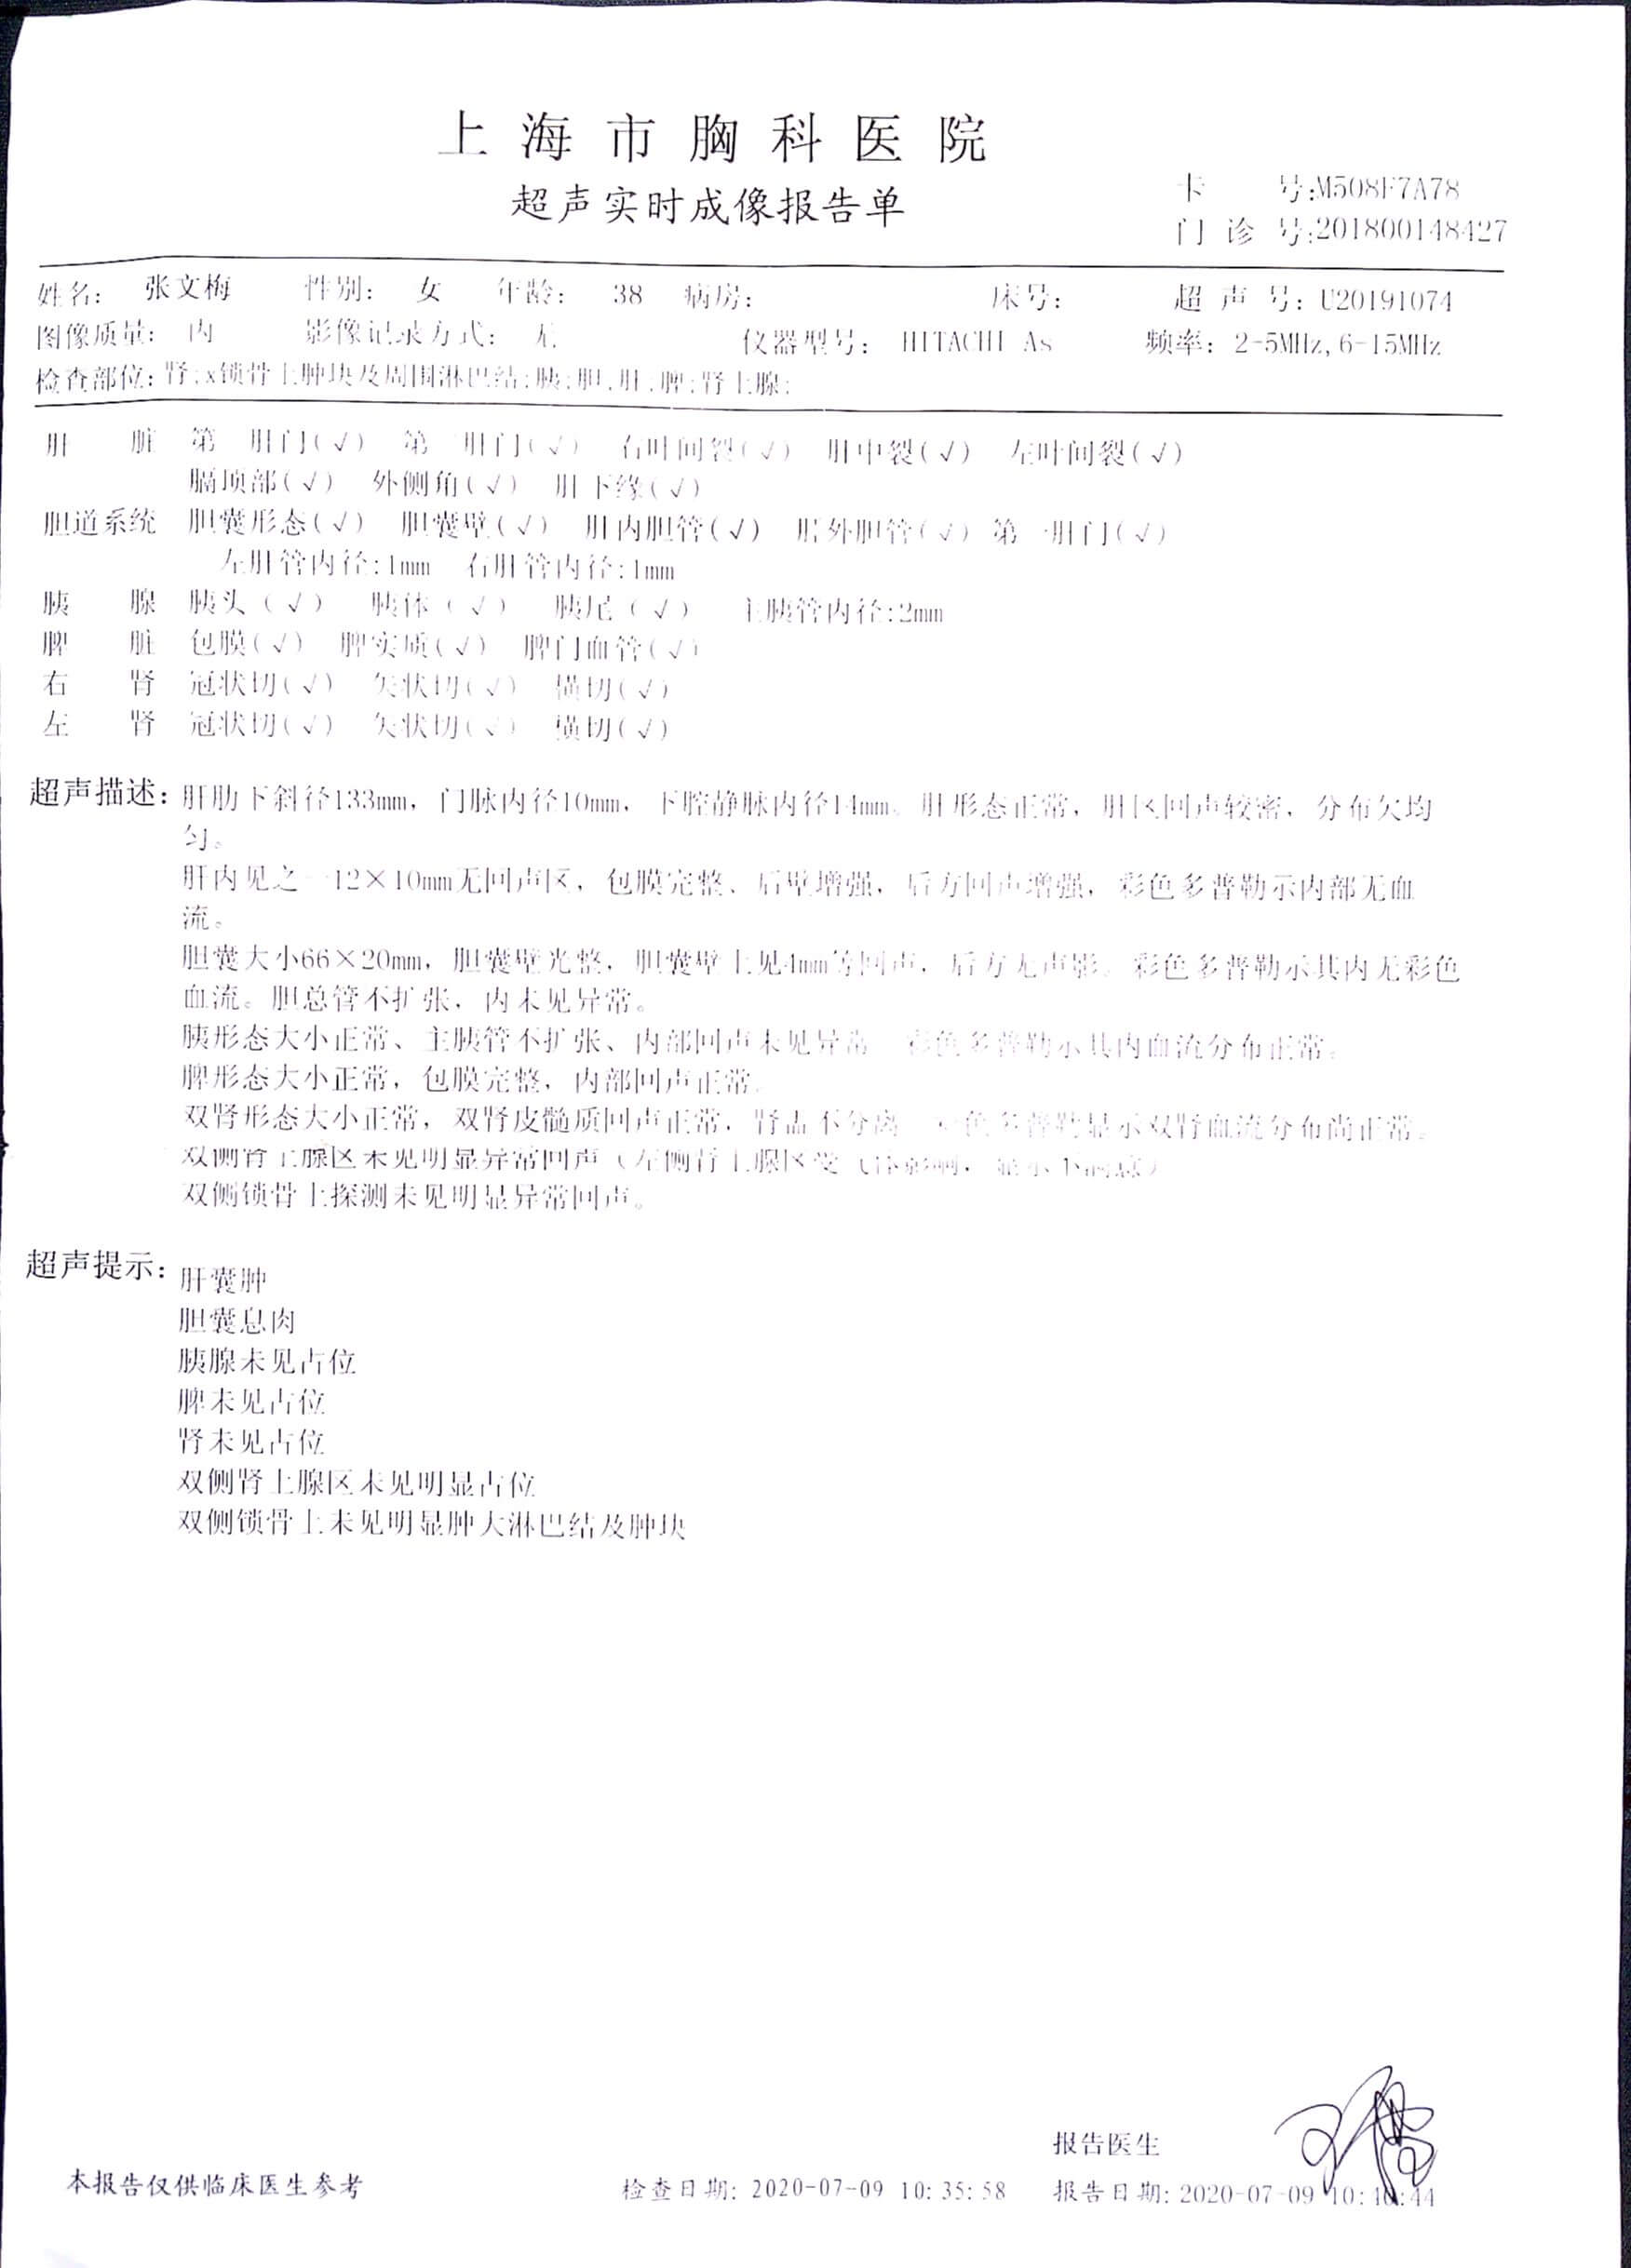 上海市胸科医院
超声实时成像报告单
卡 号:M508F7A78
门 诊 号:201800148427
姓名: 张文梅 性别: 女 年龄: 38 病房: 床号: 超 声 号: U20191074
图像质量: 内 影像记录方式: 无 仪器型号: HITACHI As 频率: 2-5MHz,6-15MHz
检查部位: 肾;x锁骨上肿块及周围淋巴结;胰;胆,肝,脾;肾上腺;
肝 脏 第 肝门(√) 第 肝门(√) 右叶间裂(√) 肝中裂(√) 左叶间裂(√)
膈顶部(√) 外侧角(√) 肝下缘(√)
胆道系统 胆囊形态(√) 胆囊壁(√) 肝内胆管(√) 肝外胆管(√) 第一肝门(√)
左肝管内径:1mm 右肝管内径:1mm
胰 腺 胰头(√) 胰体(√) 胰尾(√) 主胰管内径:2mm
脾 脏 包膜(√) 脾实质(√) 脾门血管(√)
右 肾 冠状切(√) 矢状切(√) 横切(√)
左 肾 冠状切(√) 矢状切(√) 横切(√)
超声描述: 肝肋下斜径133mm, 门脉内径10mm, 下腔静脉内径14mm。肝形态正常, 肝区回声较密, 分布欠均
匀。
肝内见之一12×10mm无回声区, 包膜完整、后壁增强, 后方回声增强, 彩色多普勒示内部无血
流。
胆囊大小66×20mm, 胆囊壁光整, 胆囊壁上见4mm等回声, 后方无声影。彩色多普勒示其内无彩色
血流。胆总管不扩张, 内未见异常。
胰形态大小正常、主胰管不扩张、内部回声未见异常 彩色多普勒示其内血流分布正常。
脾形态大小正常, 包膜完整, 内部回声正常。
双肾形态大小正常, 双肾皮髓质回声正常, 肾盂不分离 彩色多普勒显示双肾血流分布尚正常。
双侧肾上腺区未见明显异常回声(左侧肾上腺区受气体影响, 显示不满意)
双侧锁骨上探测未见明显异常回声。
超声提示: 肝囊肿
胆囊息肉
胰腺未见占位
脾未见占位
肾未见占位
双侧肾上腺区未见明显占位
双侧锁骨上未见明显肿大淋巴结及肿块
报告医生
本报告仅供临床医生参考 检查日期: 2020-07-09 10:35:58 报告日期: 2020-07-09